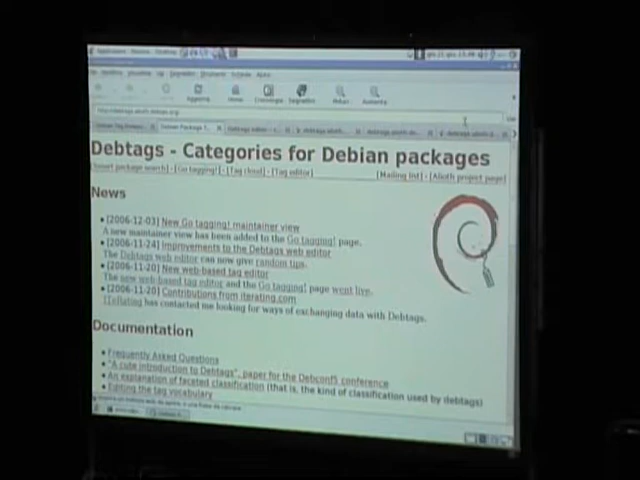 Debtags - Categories for Debian packages
[Smart package search] - [Go tagging!] - [Tag cloud] - [Tag editor] [Mailing list] - [Alioth project page]
News
[2006-12-03] New Go tagging! maintainer view
A new maintainer view has been added to the Go tagging! page.
[2006-11-24] Improvements to the Debtags web editor
The Debtags web editor can now give random tips.
[2006-11-20] New web-based tag editor
The new web-based tag editor and the Go tagging! page went live.
[2006-11-20] Contributions from iterating.com
ITeRating has contacted me looking for ways of exchanging data with Debtags.
Documentation
Frequently Asked Questions
"A cute introduction to Debtags", paper for the Debconf5 conference
An explanation of faceted classification (that is, the kind of classification used by debtags)
Editing the tag vocabulary